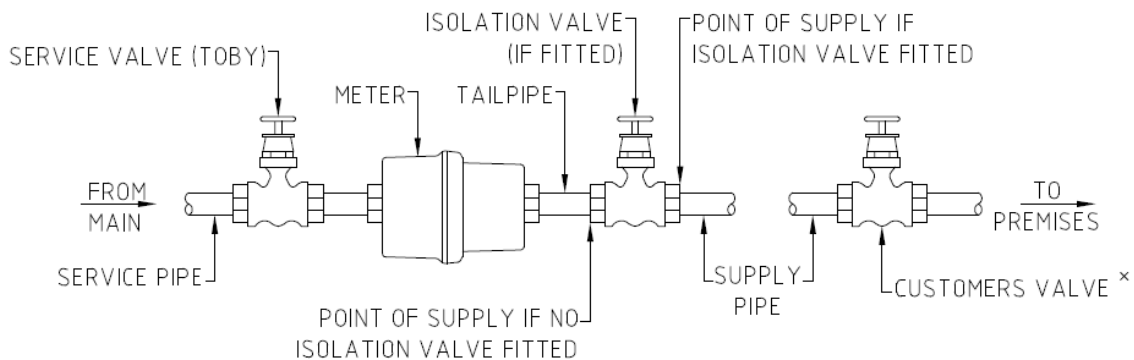 SERVICE VALVE (TOBY)
METER
TAILPIPE
ISOLATION VALVE
(IF FITTED)
POINT OF SUPPLY IF
ISOLATION VALVE FITTED
FROM
MAIN
TO
PREMISES
SERVICE PIPE
POINT OF SUPPLY IF NO
ISOLATION VALVE FITTED
SUPPLY
PIPE
CUSTOMERS VALVE ×